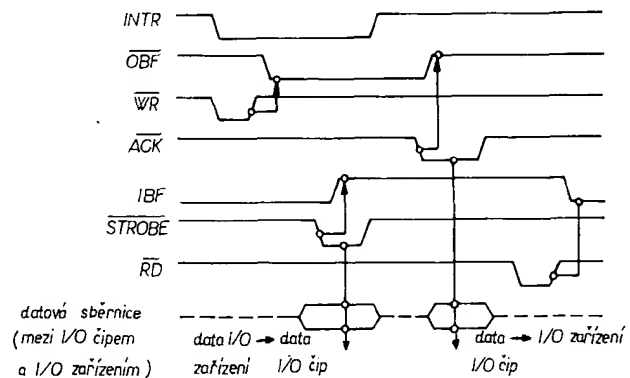 INTR
OBF
WR
ACK
IBF
STROBE
RD
datová sběrnice
(mezi I/O čipem
a I/O zařízením)
data I/O → data
zařízení I/O čip
data → I/O zařízení
I/O čip